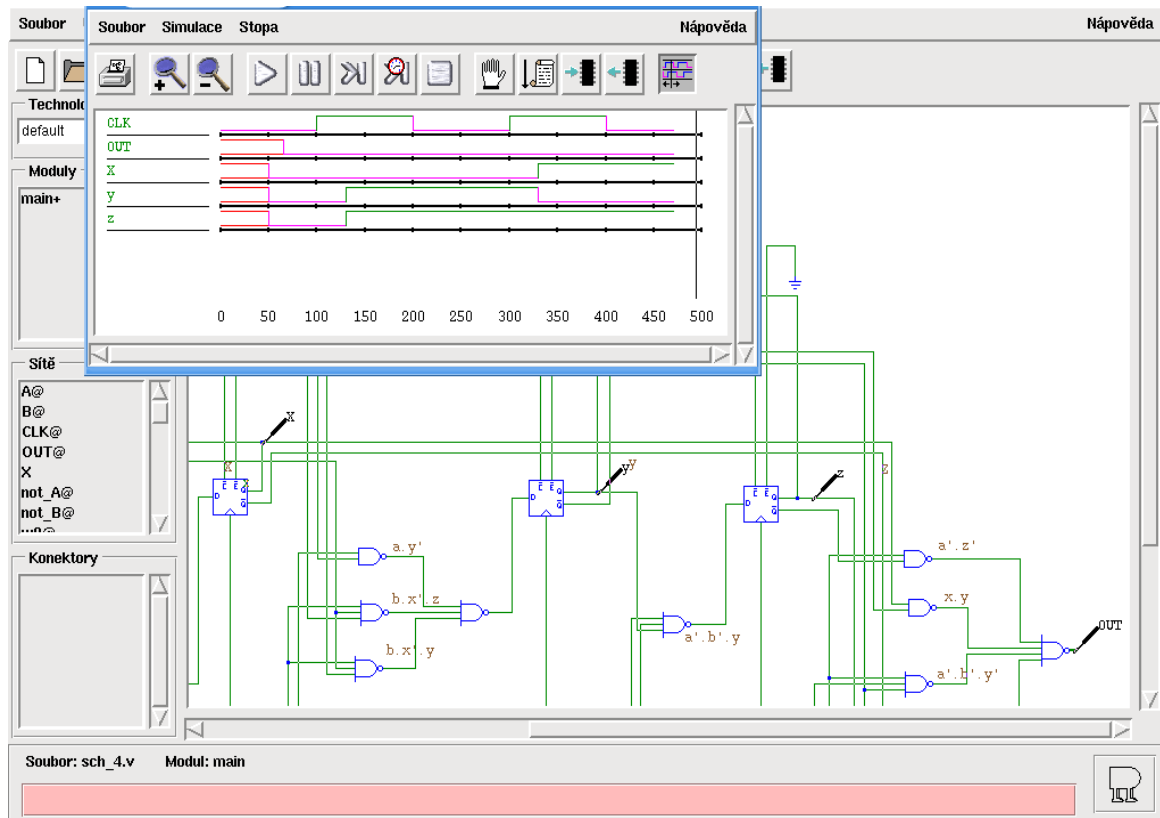 Soubor
Nápověda
Soubor Simulace Stopa Nápověda
default
Moduly
main+
CLK
OUT
X
y
z
0 50 100 150 200 250 300 350 400 450 500
Sítě
A@
B@
CLK@
OUT@
X
not_A@
not_B@
Konektory
X
X
y
y
z
z
D
C E Q
Q
D
C E Q
Q
D
C E Q
Q
a.y'
b.x'.z
b.x'.y
a'.b'.y
a'.z'
x.y
a'.b'.y'
OUT
Soubor: sch_4.v Modul: main